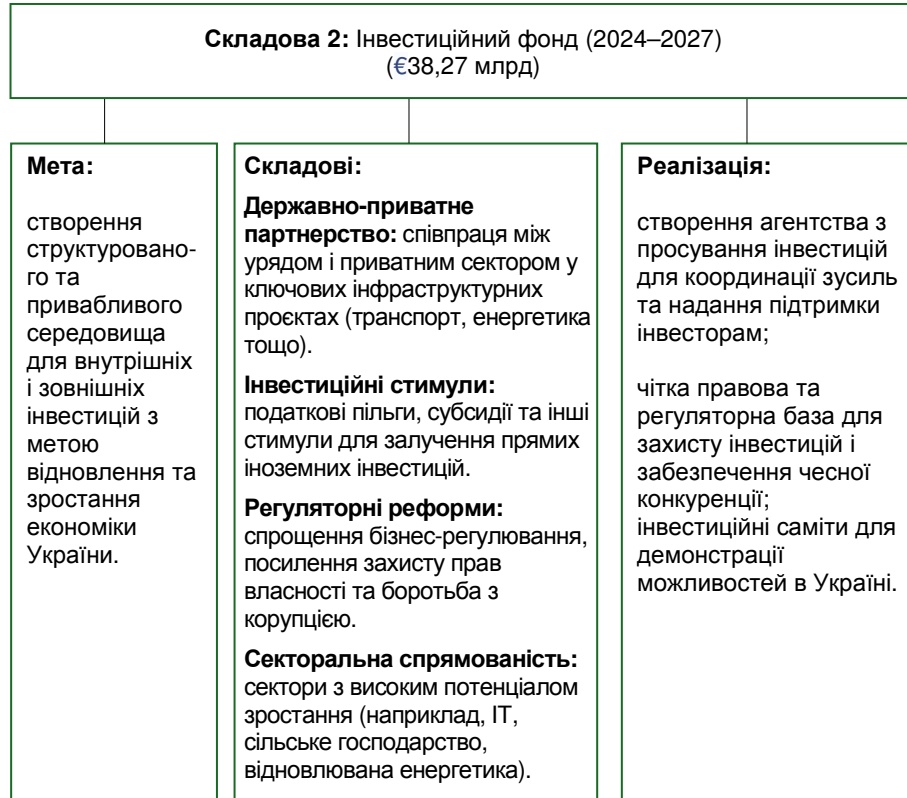 Складова 2: Інвестиційний фонд (2024–2027)
(€38,27 млрд)
Мета:
створення
структуровано-
го та
привабливого
середовища
для внутрішніх
і зовнішніх
інвестицій з
метою
відновлення та
зростання
економіки
України.
Складові:
Державно-приватне
партнерство: співпраця між
урядом і приватним сектором у
ключових інфраструктурних
проєктах (транспорт, енергетика
тощо).
Інвестиційні стимули:
податкові пільги, субсидії та інші
стимули для залучення прямих
іноземних інвестицій.
Регуляторні реформи:
спрощення бізнес-регулювання,
посилення захисту прав
власності та боротьба з
корупцією.
Секторальна спрямованість:
сектори з високим потенціалом
зростання (наприклад, ІТ,
сільське господарство,
відновлювана енергетика).
Реалізація:
створення агентства з
просування інвестицій
для координації зусиль
та надання підтримки
інвесторам;
чітка правова та
регуляторна база для
захисту інвестицій і
забезпечення чесної
конкуренції;
інвестиційні саміти для
демонстрації
можливостей в Україні.